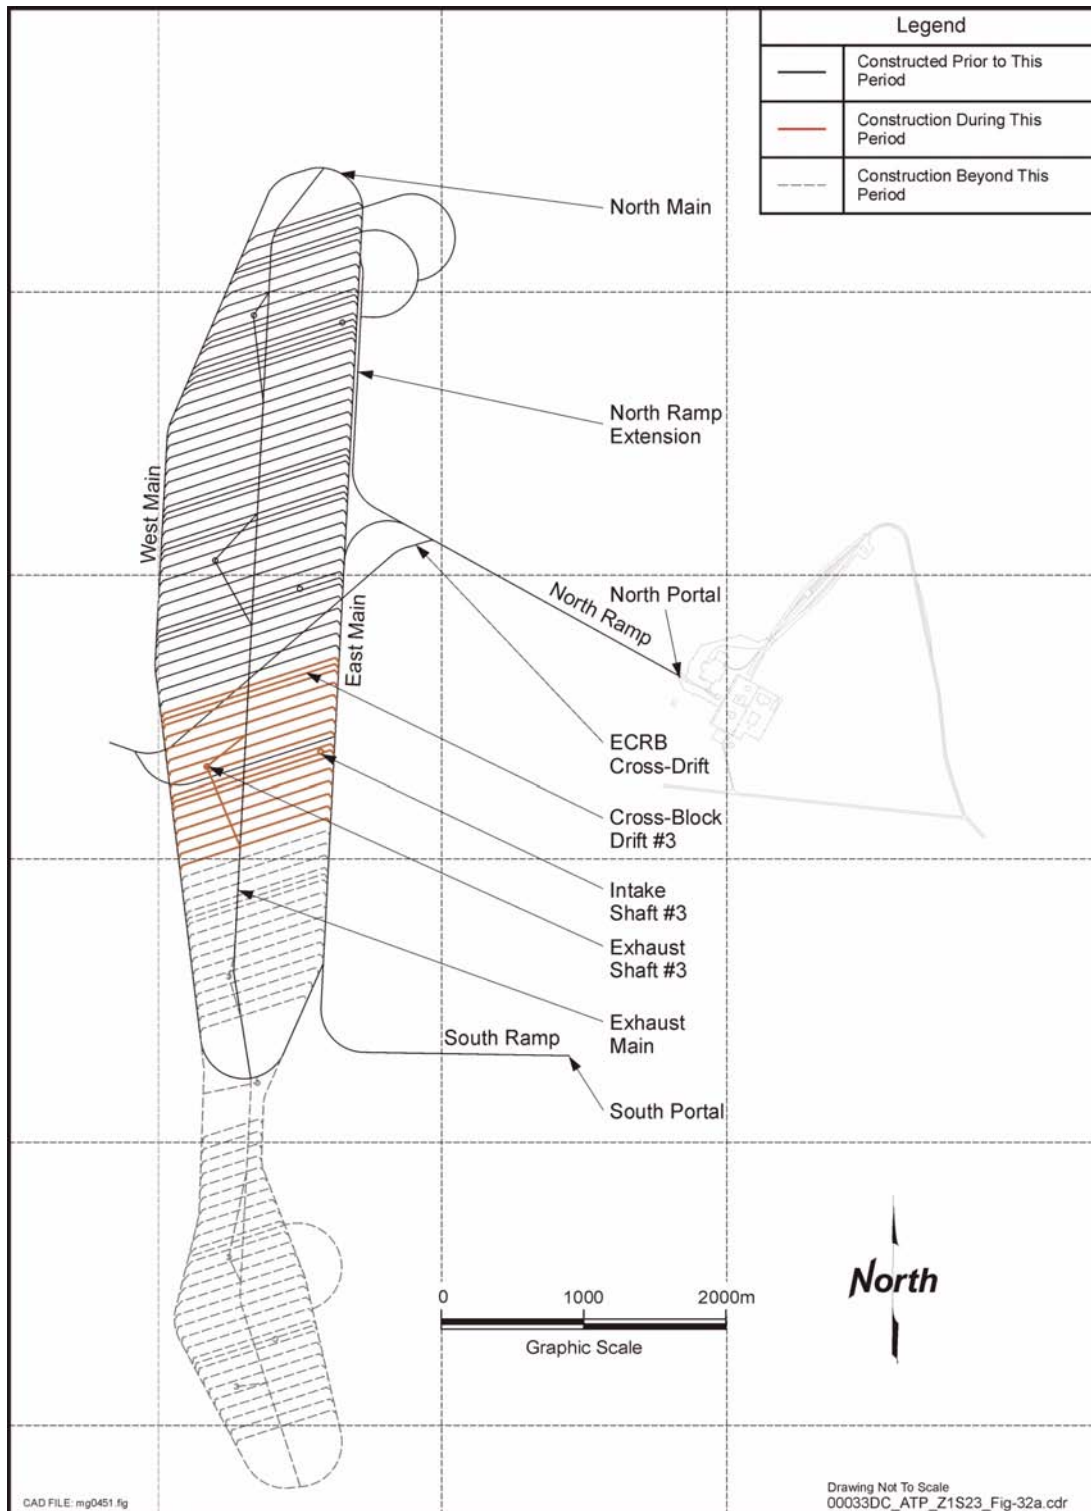 Legend
Constructed Prior to This
Period
Construction During This
Period
Construction Beyond This
Period
North Main
North Ramp
Extension
West Main
East Main
North Ramp
North Portal
ECRB
Cross-Drift
Cross-Block
Drift #3
Intake
Shaft #3
Exhaust
Shaft #3
Exhaust
Main
South Ramp
South Portal
0 1000 2000m
Graphic Scale
North
CAD FILE: mg0451.fig
Drawing Not To Scale
00033DC_ATP_Z1S23_Fig-32a.cdr